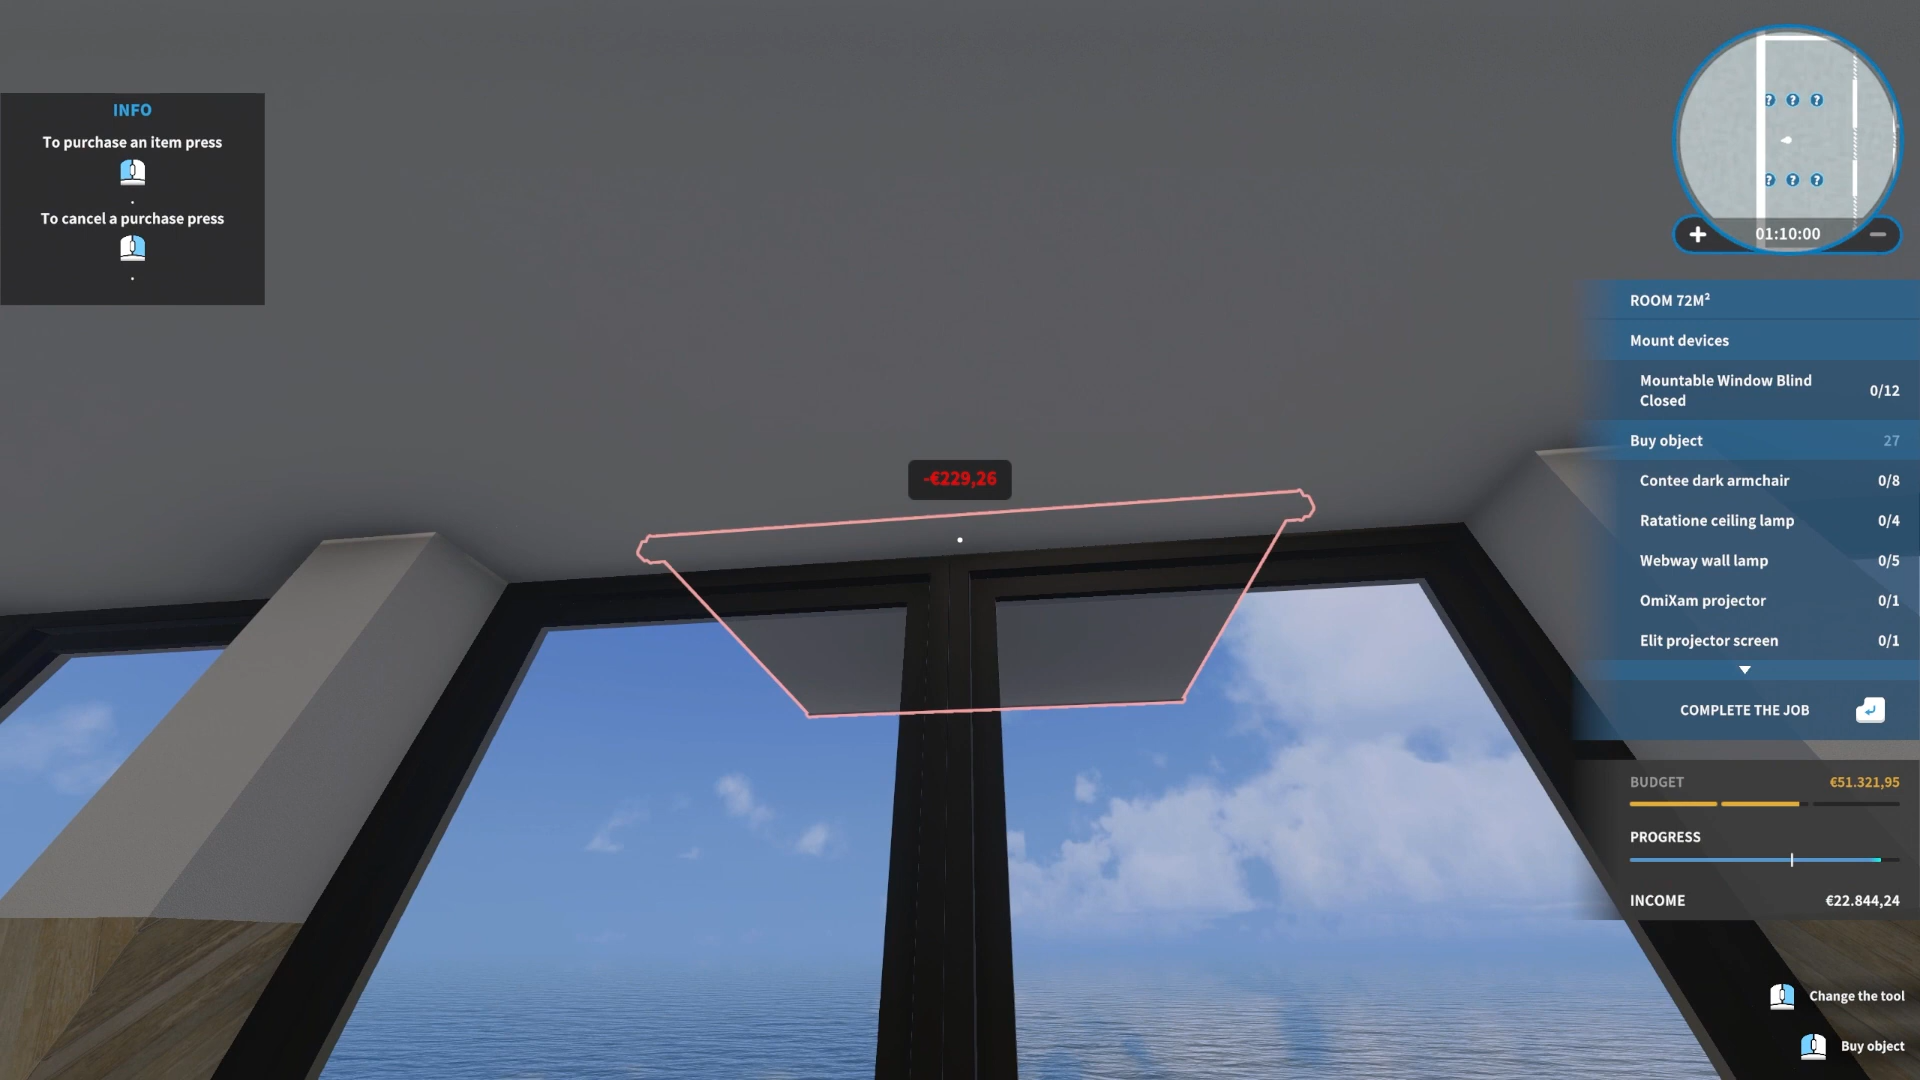 INFO
To purchase an item press
.
To cancel a purchase press
.
-€229,26
? ? ?
? ? ?
+ 01:10:00 −
ROOM 72M²
Mount devices
Mountable Window Blind
Closed 0/12
Buy object 27
Contee dark armchair 0/8
Ratatione ceiling lamp 0/4
Webway wall lamp 0/5
OmiXam projector 0/1
Elit projector screen 0/1
COMPLETE THE JOB
BUDGET €51.321,95
PROGRESS
INCOME €22.844,24
Change the tool
Buy object